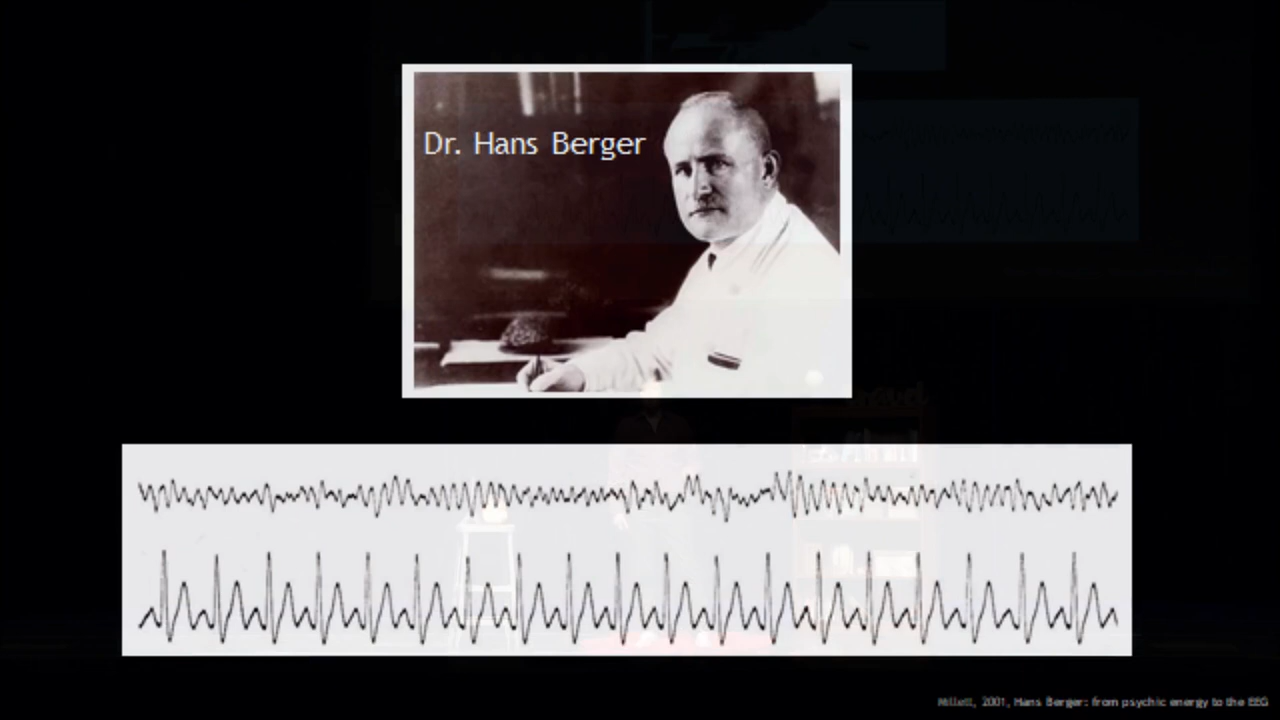 Dr. Hans Berger
Millett, 2001, Hans Berger: from psychic energy to the EEG